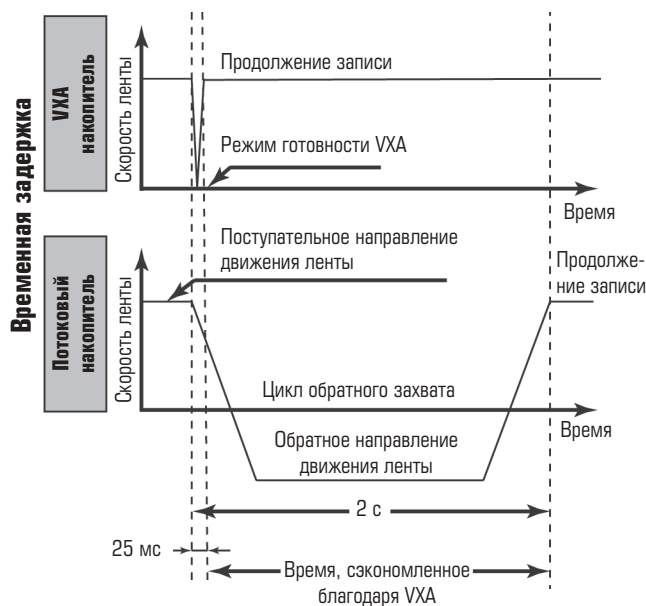 Временная задержка
VXA
накопитель
Скорость ленты
Продолжение записи
Режим готовности VXA
Время
Потоковый
накопитель
Скорость ленты
Поступательное направление
движения ленты
Продолже-
ние записи
Цикл обратного захвата
Время
Обратное направление
движения ленты
2 с
25 мс
Время, сэкономленное
благодаря VXA